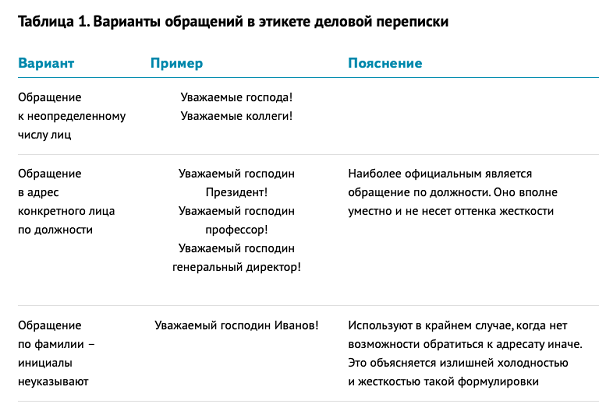 Таблица 1. Варианты обращений в этикете деловой переписки
Вариант Пример Пояснение
Обращение
к неопределенному
числу лиц
Уважаемые господа!
Уважаемые коллеги!
Обращение
в адрес
конкретного лица
по должности
Уважаемый господин
Президент!
Уважаемый господин
профессор!
Уважаемый господин
генеральный директор!
Наиболее официальным является
обращение по должности. Оно вполне
уместно и не несет оттенка жесткости
Обращение
по фамилии –
инициалы
неуказывают
Уважаемый господин Иванов!
Используют в крайнем случае, когда нет
возможности обратиться к адресату иначе.
Это объясняется излишней холодностью
и жесткостью такой формулировки